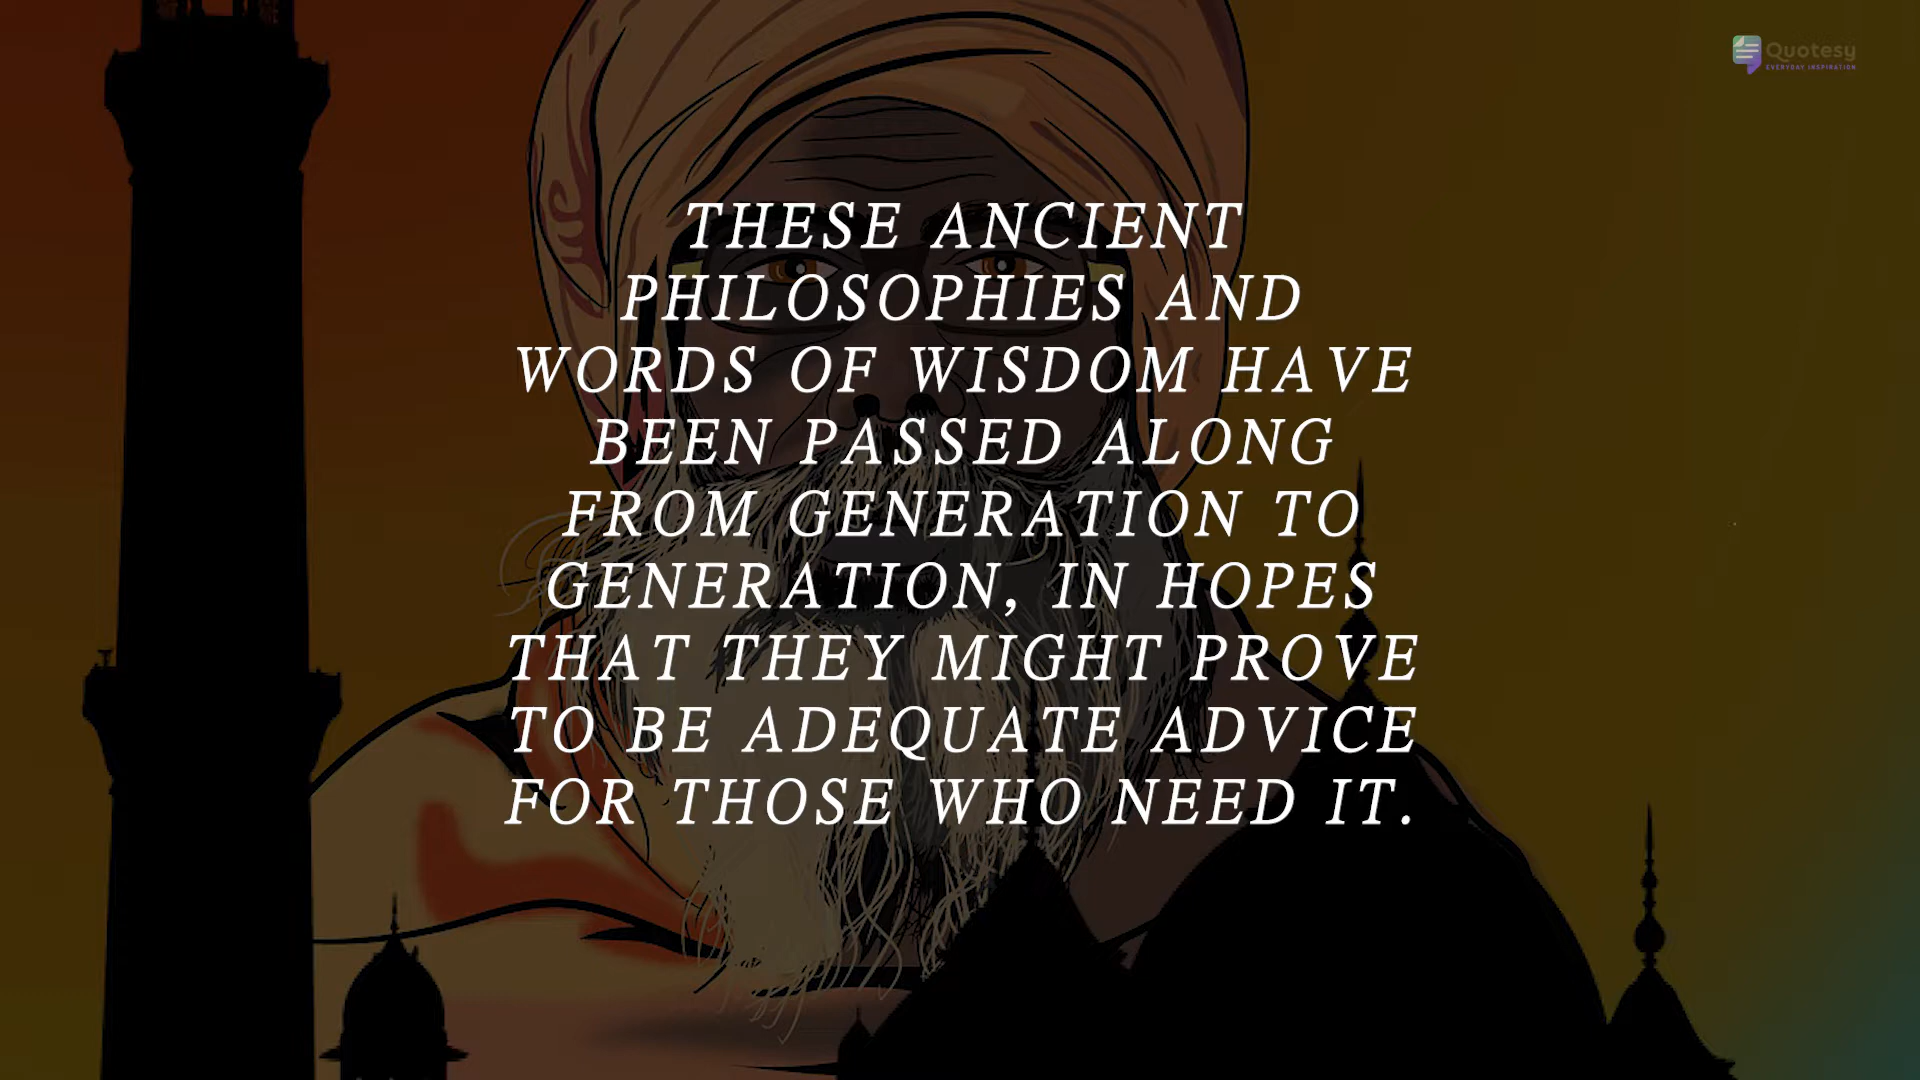 Quotesy
EVERYDAY INSPIRATION
THESE ANCIENT
PHILOSOPHIES AND
WORDS OF WISDOM HAVE
BEEN PASSED ALONG
FROM GENERATION TO
GENERATION, IN HOPES
THAT THEY MIGHT PROVE
TO BE ADEQUATE ADVICE
FOR THOSE WHO NEED IT.